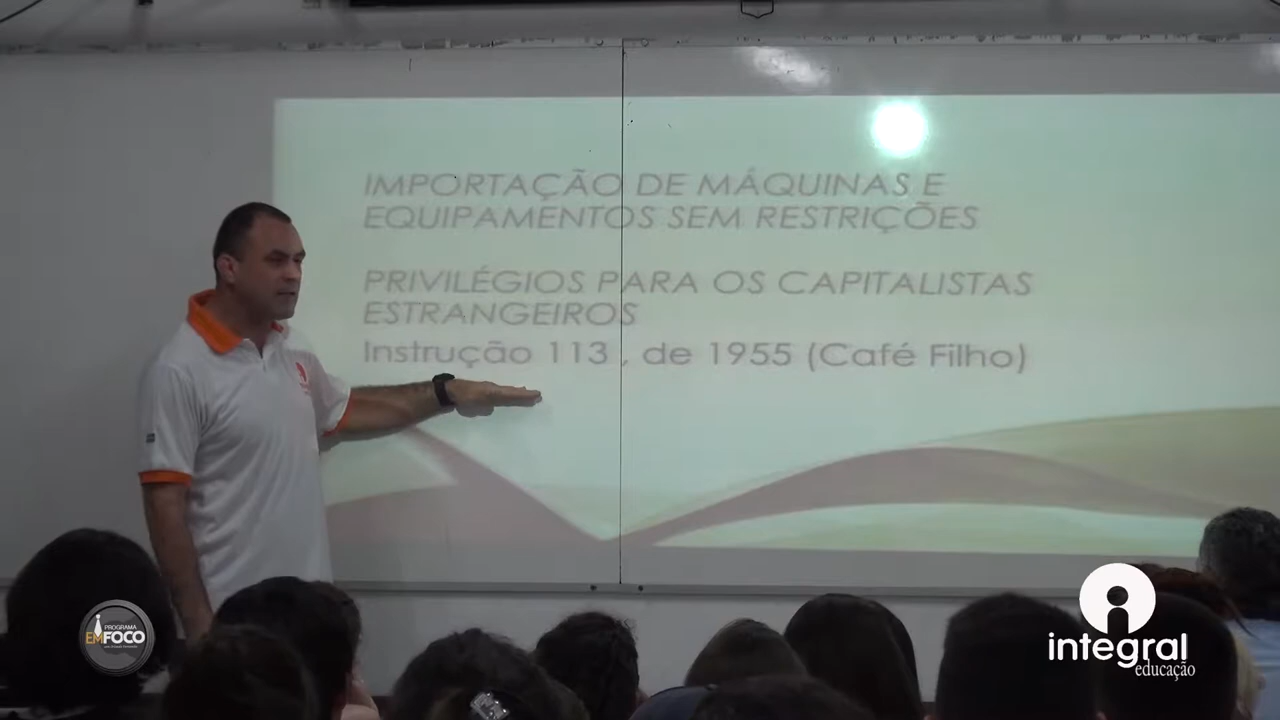 IMPORTAÇÃO DE MÁQUINAS E
EQUIPAMENTOS SEM RESTRIÇÕES
PRIVILÉGIOS PARA OS CAPITALISTAS
ESTRANGEIROS
Instrução 113 , de 1955 (Café Filho)
PROGRAMA
EMFOCO
integral
educação